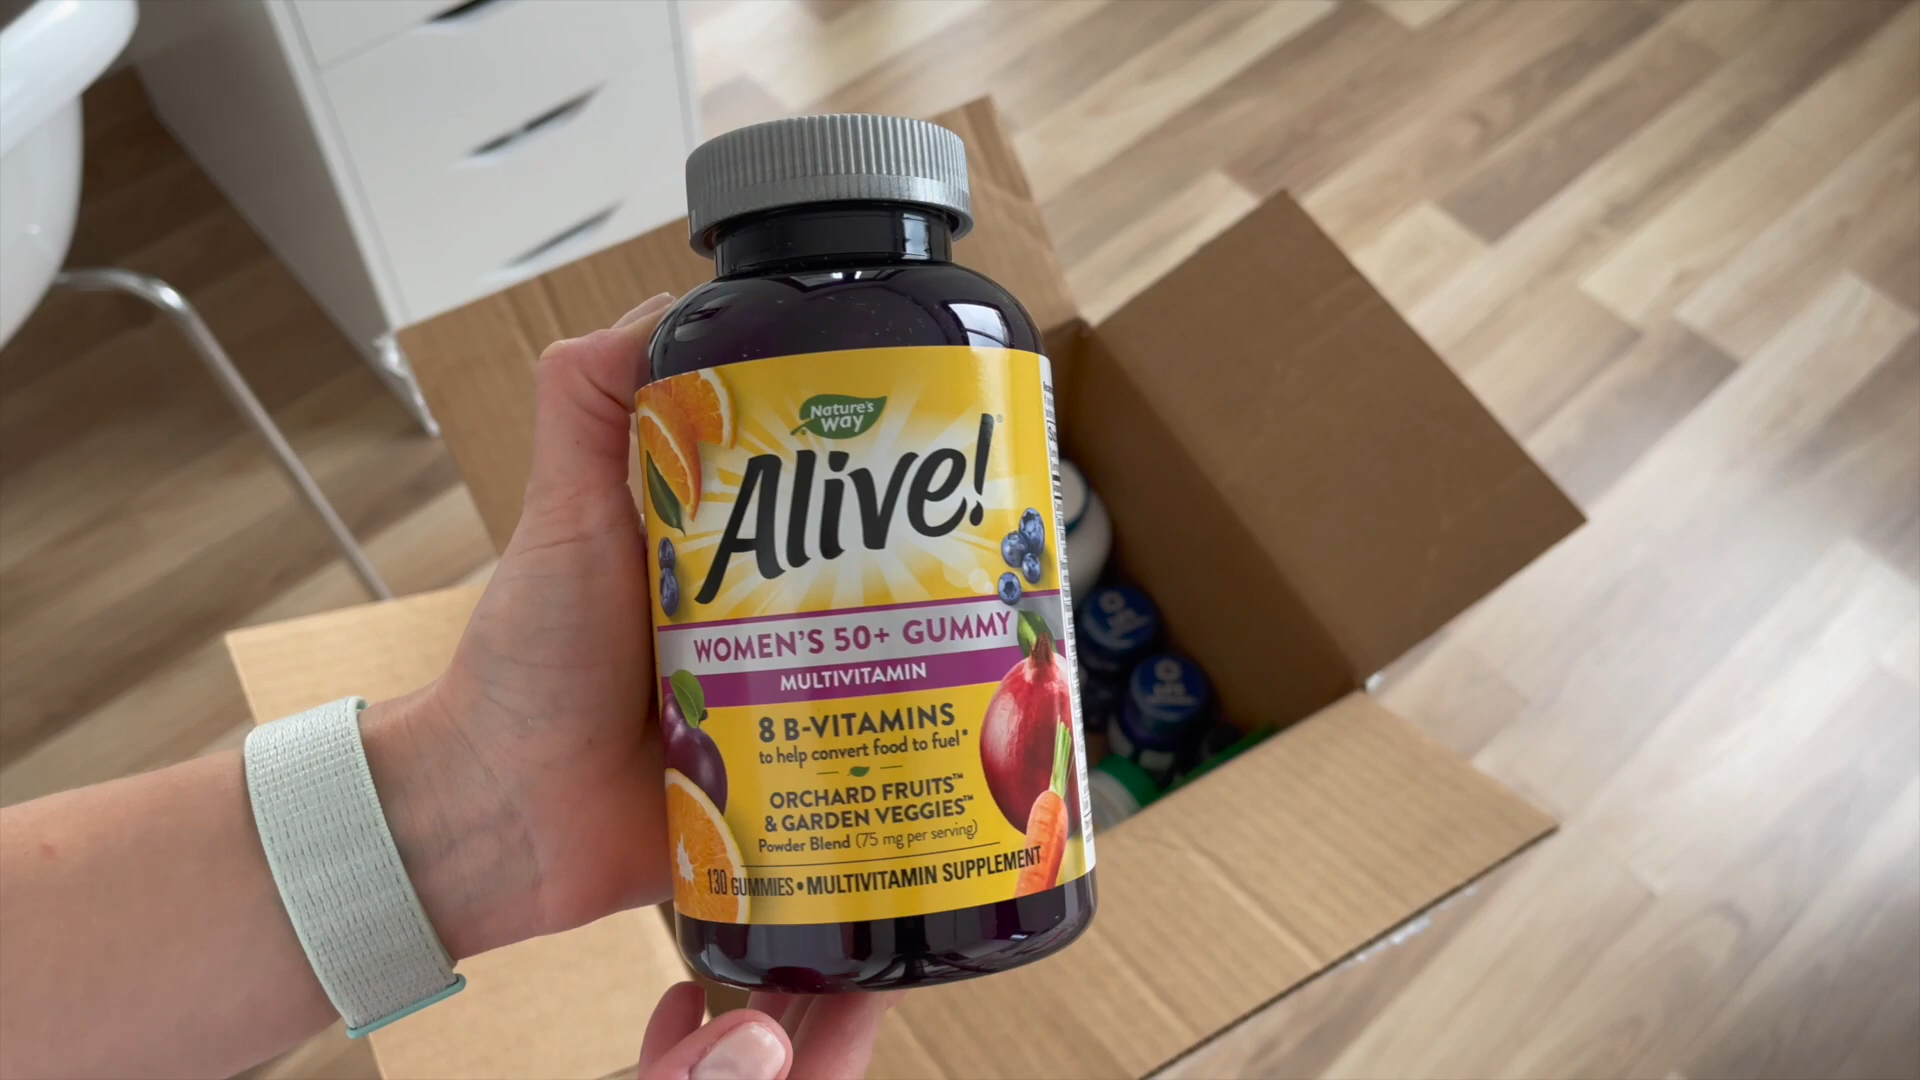 Nature's
Way
Alive!®
WOMEN'S 50+ GUMMY
MULTIVITAMIN
8 B-VITAMINS
to help convert food to fuel*
ORCHARD FRUITS™
& GARDEN VEGGIES™
Powder Blend (75 mg per serving)
130 GUMMIES • MULTIVITAMIN SUPPLEMENT